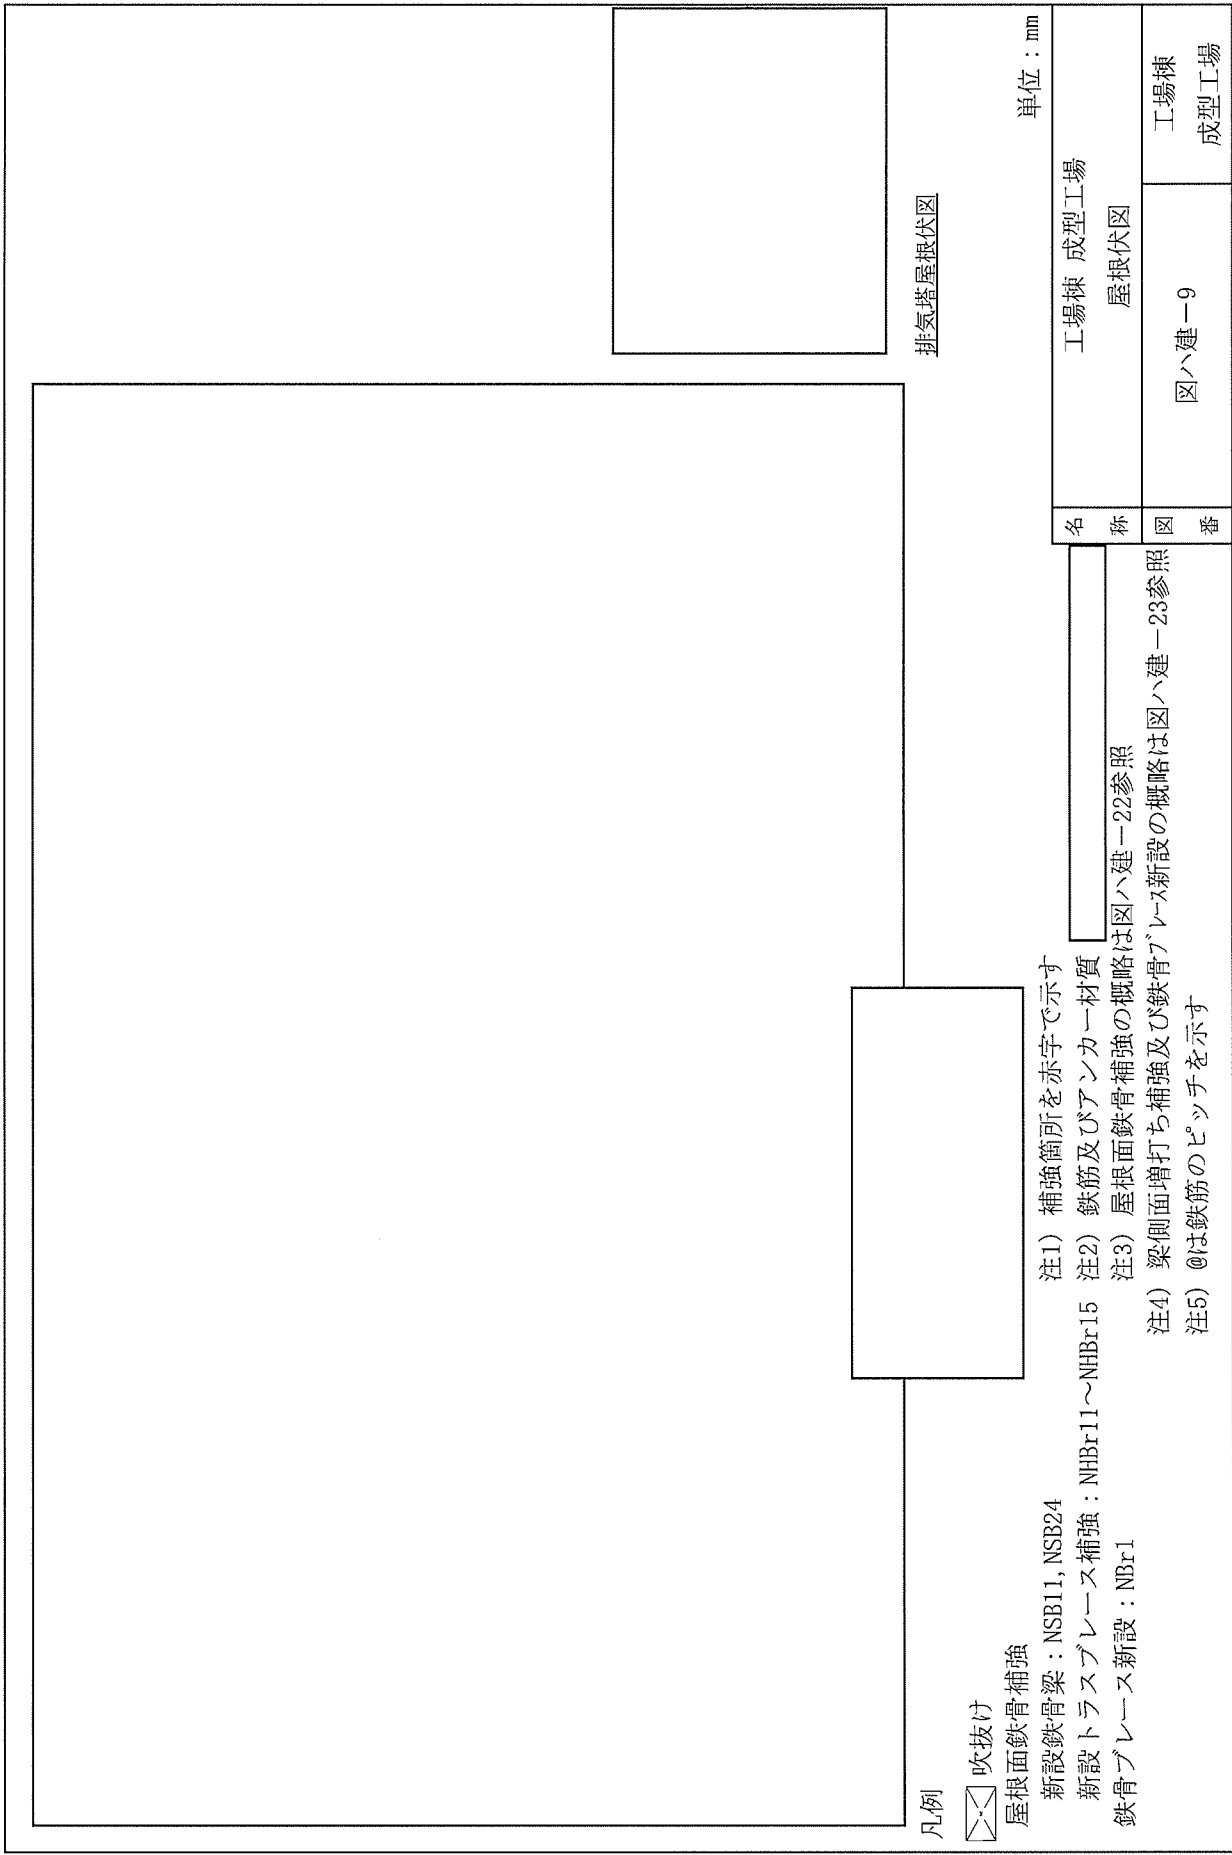 排気塔屋根伏図
単位：mm
凡例
吹抜け
屋根面鉄骨補強
新設鉄骨梁：NSB11,NSB24
新設トラスブレース補強：NHBr11～NHBr15
鉄骨ブレース新設：NBr1
注1) 補強箇所を赤字で示す
注2) 鉄筋及びアンカー材質
注3) 屋根面鉄骨補強の概略は図ハ建－22参照
注4) 梁側面増打ち補強及び鉄骨ﾌﾞﾚｰｽ新設の概略は図ハ建－23参照
注5) @は鉄筋のピッチを示す
名称
工場棟 成型工場
屋根伏図
図番
図ハ建－9
工場棟
成型工場